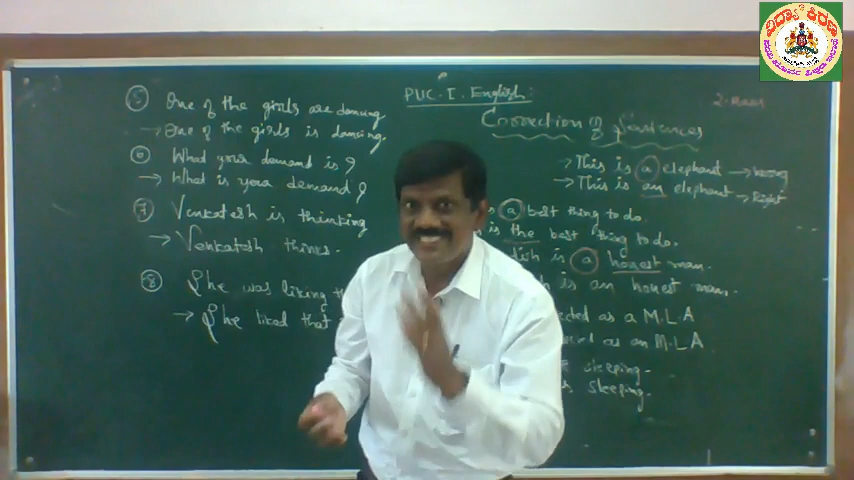 PUC-I. English:
Correction of Sentences
5 One of the girls are dancing
→ One of the girls is dancing.
6 What your demand is?
→ What is your demand?
7 Venkatesh is thinking
→ Venkatesh thinks.
8 She was liking
→ She liked that
→ This is a elephant → wrong
→ This is an elephant → Right
a best thing to do.
is the best thing to do.
is a honest man.
is an honest man.
as a M.L.A
as an M.L.A
sleeping.
sleeping.
ವಿದ್ಯಾ ಕಿರಣ